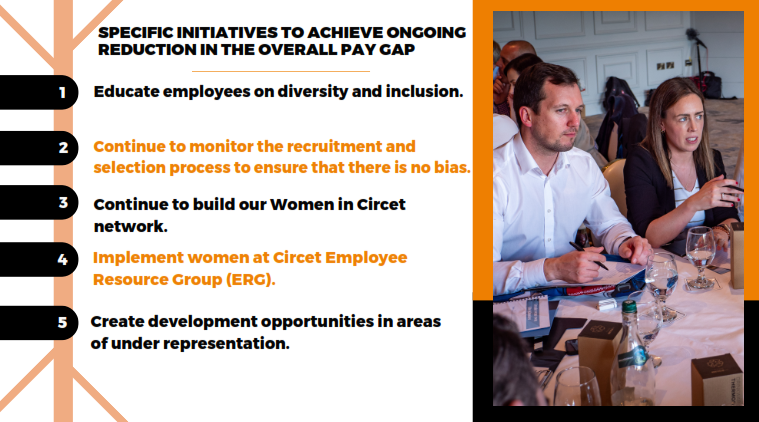 SPECIFIC INITIATIVES TO ACHIEVE ONGOING
REDUCTION IN THE OVERALL PAY GAP
1
Educate employees on diversity and inclusion.
2
Continue to monitor the recruitment and
selection process to ensure that there is no bias.
3
Continue to build our Women in Circet
network.
4
Implement women at Circet Employee
Resource Group (ERG).
5
Create development opportunities in areas
of under representation.